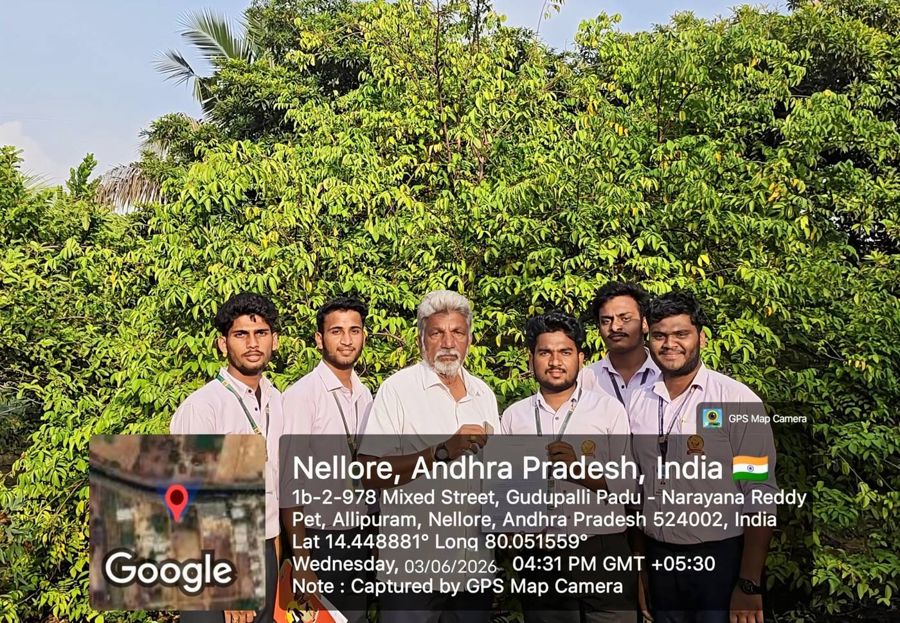 GPS Map Camera
Nellore, Andhra Pradesh, India
1b-2-978 Mixed Street, Gudupalli Padu - Narayana Reddy
Pet, Allipuram, Nellore, Andhra Pradesh 524002, India
Lat 14.448881° Long 80.051559°
Wednesday, 03/06/2026 04:31 PM GMT +05:30
Note : Captured by GPS Map Camera
Google